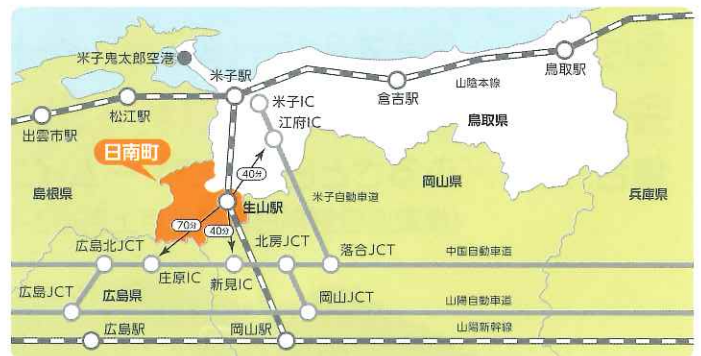 米子鬼太郎空港
米子駅
鳥取駅
山陰本線
倉吉駅
米子IC
松江駅
江府IC
鳥取県
出雲市駅
日南町
40分
島根県
岡山県
兵庫県
生山駅
米子自動車道
70分
40分
広島北JCT
北房JCT
落合JCT
中国自動車道
庄原IC
新見IC
広島JCT
広島県
岡山JCT
山陽自動車道
広島駅
岡山駅
山陽新幹線